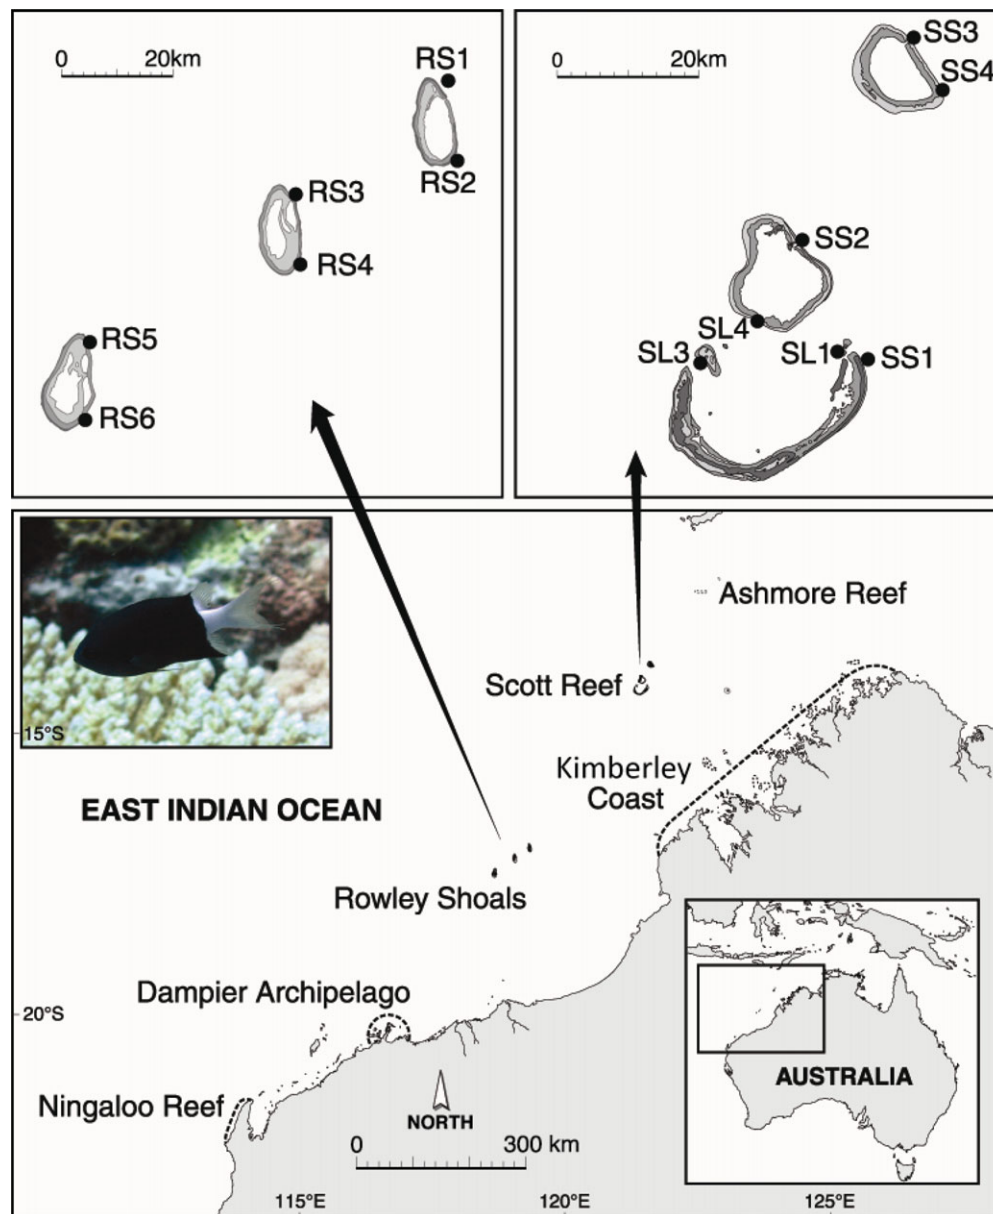 0 20km
RS1
RS2
RS3
RS4
RS5
RS6
0 20km
SS3
SS4
SS2
SL4
SL3
SL1
SS1
Ashmore Reef
Scott Reef
15°S
Kimberley
Coast
EAST INDIAN OCEAN
Rowley Shoals
Dampier Archipelago
20°S
Ningaloo Reef
NORTH
0 300 km
AUSTRALIA
115°E 120°E 125°E